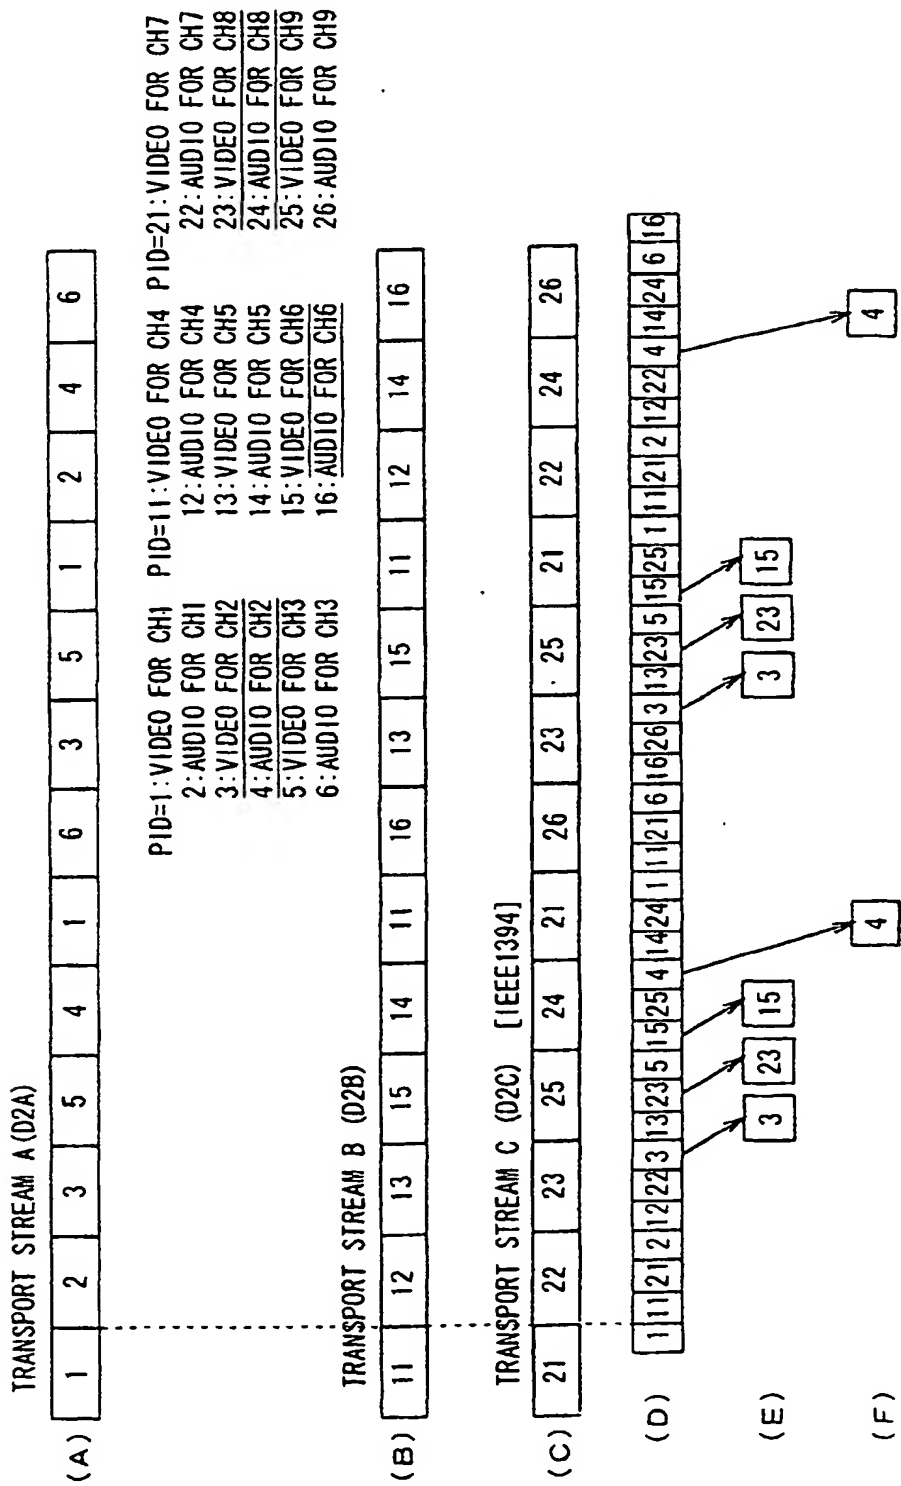 TRANSPORT STREAM A(D2A)
(A) 1 2 3 5 4 1 6 3 5 1 2 4 6
PID=1:VIDEO FOR CH1 PID=11:VIDEO FOR CH4 PID=21:VIDEO FOR CH7
2:AUDIO FOR CH1 12:AUDIO FOR CH4 22:AUDIO FOR CH7
3:VIDEO FOR CH2 13:VIDEO FOR CH5 23:VIDEO FOR CH8
4:AUDIO FOR CH2 14:AUDIO FOR CH5 24:AUDIO FOR CH8
5:VIDEO FOR CH3 15:VIDEO FOR CH6 25:VIDEO FOR CH9
6:AUDIO FOR CH3 16:AUDIO FOR CH6 26:AUDIO FOR CH9
TRANSPORT STREAM B (D2B)
(B) 11 12 13 15 14 11 16 13 15 11 12 14 16
TRANSPORT STREAM C (D2C) [IEEE1394]
(C) 21 22 23 25 24 21 26 23 25 21 22 24 26
(D) 1 11 21 2 12 22 3 13 23 5 15 25 4 14 24 1 11 21 6 16 26 3 13 23 5 15 25 1 11 21 2 12 22 4 14 24 6 16
(E) 3 23 15 3 23 15
(F) 4 4